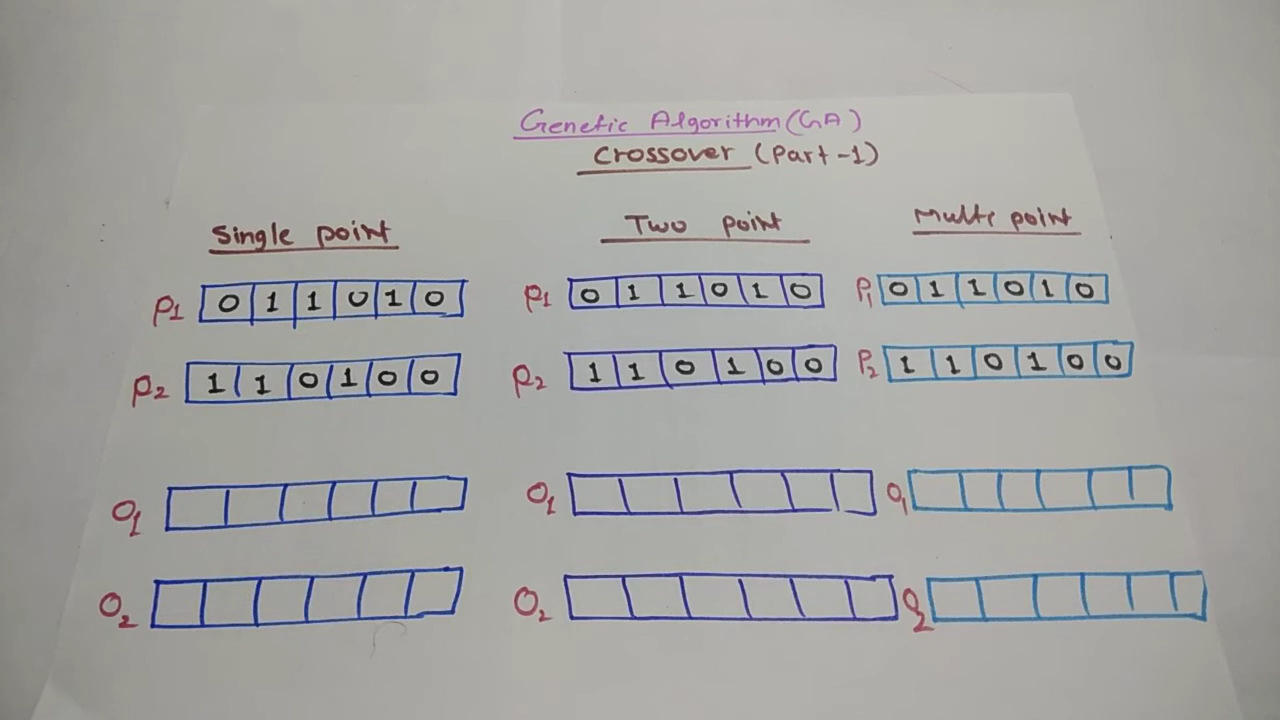 Genetic Algorithm (GA)
Crossover (Part-1)
Single point
P1 0 1 1 0 1 0
P2 1 1 0 1 0 0
O1
O2
Two point
P1 0 1 1 0 1 0
P2 1 1 0 1 0 0
O1
O2
Multi point
P1 0 1 1 0 1 0
P2 1 1 0 1 0 0
O1
O2